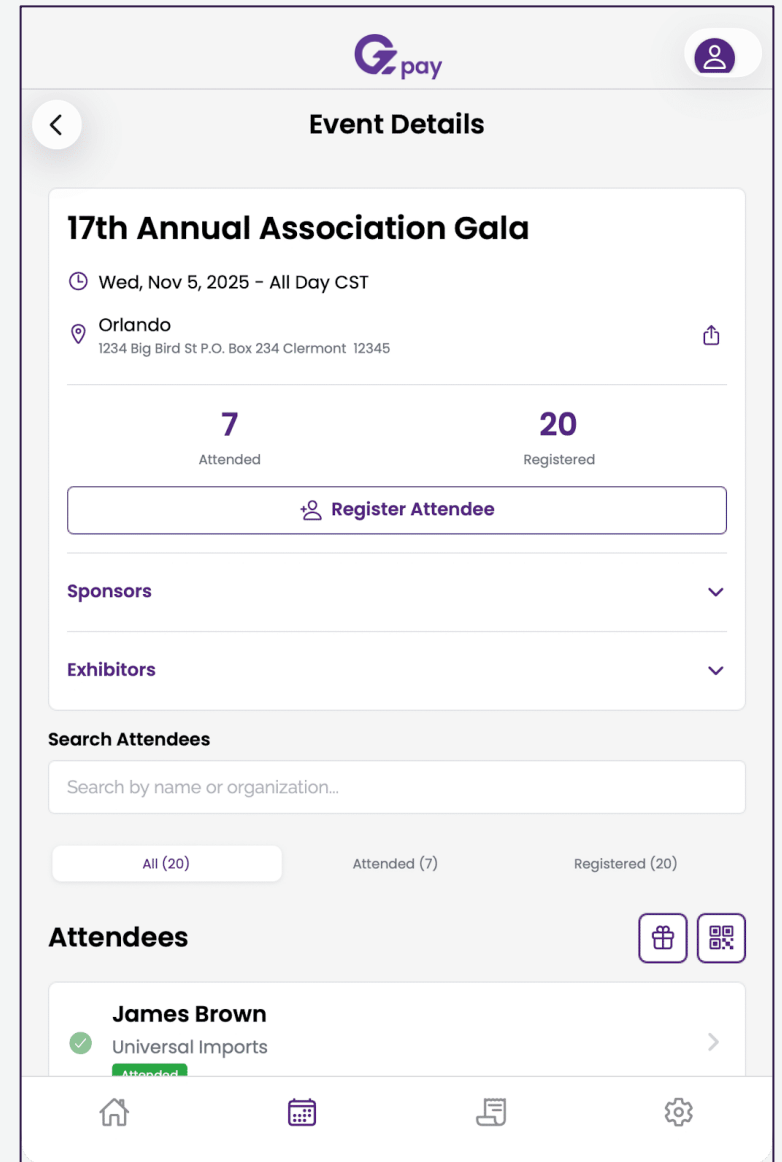 Gz pay
Event Details
17th Annual Association Gala
Wed, Nov 5, 2025 - All Day CST
Orlando
1234 Big Bird St P.O. Box 234 Clermont  12345
7
Attended
20
Registered
Register Attendee
Sponsors
Exhibitors
Search Attendees
Search by name or organization...
All (20)
Attended (7)
Registered (20)
Attendees
James Brown
Universal Imports
Attended